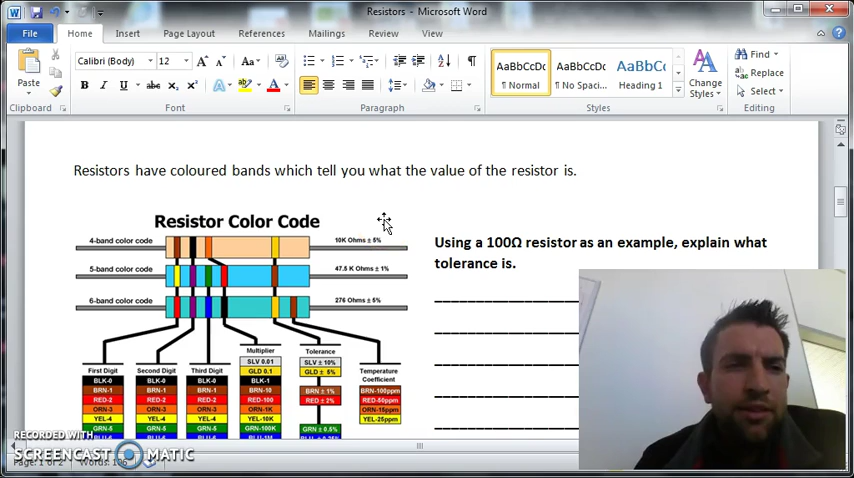 Resistors - Microsoft Word
File Home Insert Page Layout References Mailings Review View
Calibri (Body) 12
Paste
Clipboard Font Paragraph Styles Editing
AaBbCcDc AaBbCcDc AaBbC
¶ Normal ¶ No Spaci... Heading 1
Change Styles
Find
Replace
Select
Resistors have coloured bands which tell you what the value of the resistor is.
Resistor Color Code
4-band color code 10K Ohms ± 5%
5-band color code 47.5 K Ohms ± 1%
6-band color code 276 Ohms ± 5%
Using a 100Ω resistor as an example, explain what
tolerance is.
First Digit Second Digit Third Digit Multiplier Tolerance Temperature Coefficient
SLV 0.01 SLV ± 10%
GLD 0.1 GLD ± 5%
BLK-0 BLK-0 BLK-0 BLK-1
BRN-1 BRN-1 BRN-1 BRN-10 BRN ± 1% BRN-100ppm
RED-2 RED-2 RED-2 RED-100 RED ± 2% RED-50ppm
ORN-3 ORN-3 ORN-3 ORN-1K ORN-15ppm
YEL-4 YEL-4 YEL-4 YEL-10K YEL-25ppm
GRN-5 GRN-5 GRN-5 GRN-100K GRN ± 0.5%
BLU-1M BLU ± 0.25%
RECORDED WITH
SCREENCAST MATIC
Page: 1 of 2 Words: